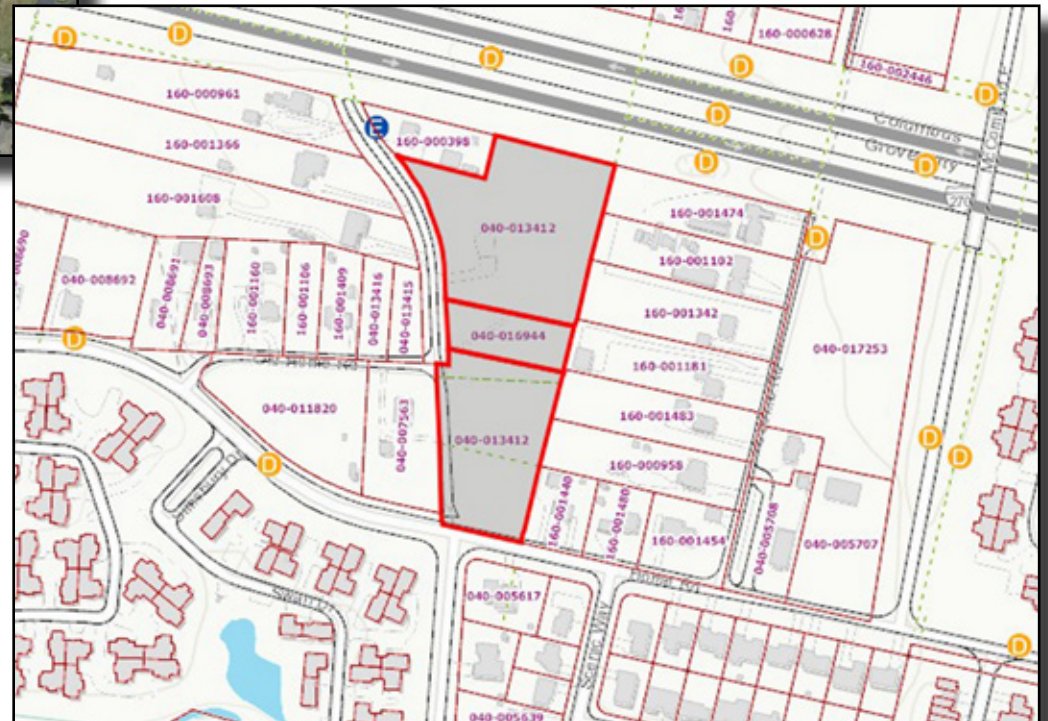 D
D
D
D
D
D
D
D
D
D
D
D
D
D
E
160-000628
160-002446
Columbus
Grove City
270
160-000961
160-001366
160-001608
160-000398
040-013412
160-001474
160-001102
160-001342
160-001181
160-001483
160-000958
040-016944
040-013412
040-017253
040-008692
040-008691
040-008693
160-001160
160-001106
160-001409
040-013416
040-013415
040-011820
040-007563
160-001440
160-001480
160-001454
040-005708
040-005707
040-005617
Scenic Way
040-005639